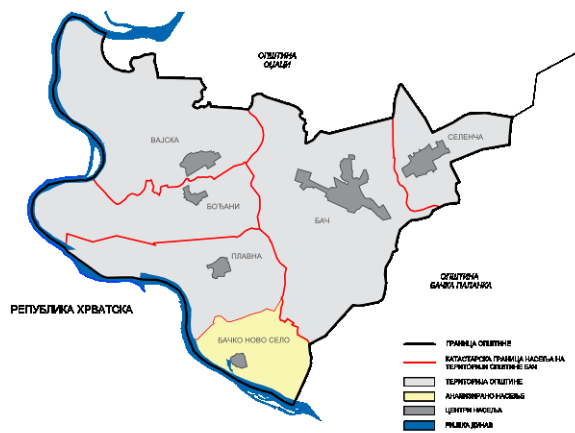 ОПШТИНА
ОЏАЦИ
ВАЈСКА
СЕЛЕНЧА
БОЂАНИ
БАЧ
ПЛАВНА
ОПШТИНА
БАЧКА ПАЛАНКА
РЕПУБЛИКА ХРВАТСКА
БАЧКО НОВО СЕЛО
ГРАНИЦА ОПШТИНЕ
КАТАСТАРСКА ГРАНИЦА НАСЕЉА НА
ТЕРИТОРИЈИ ОПШТИНЕ БАЧ
ТЕРИТОРИЈА ОПШТИНЕ
АНАЛИЗИРАНО НАСЕЉЕ
ЦЕНТРИ НАСЕЉА
РИЈЕКА ДУНАВ